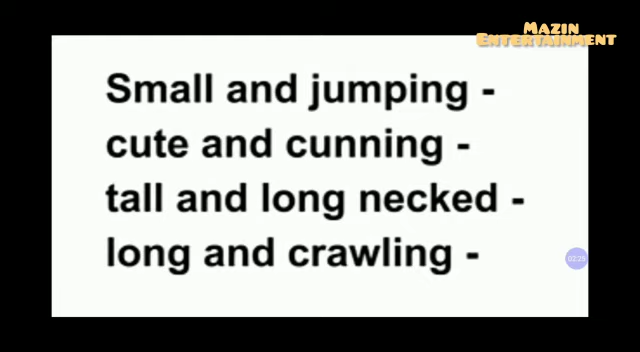 Mazin
Entertainment
Small and jumping -
cute and cunning -
tall and long necked -
long and crawling -
02:26